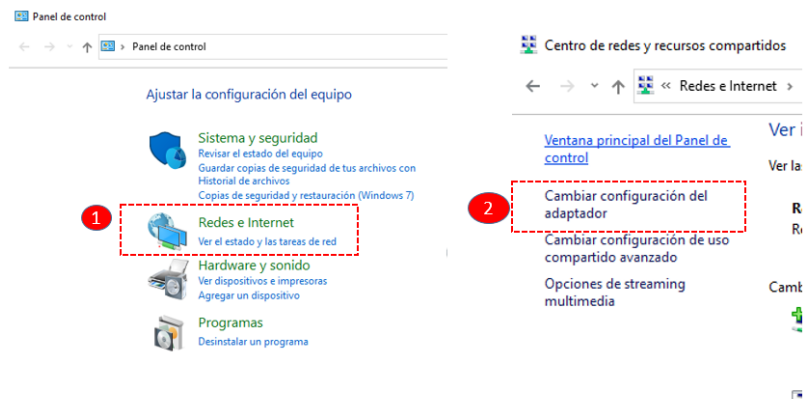 Panel de control
Panel de control
Ajustar la configuración del equipo
Sistema y seguridad
Revisar el estado del equipo
Guardar copias de seguridad de tus archivos con
Historial de archivos
Copias de seguridad y restauración (Windows 7)
1
Redes e Internet
Ver el estado y las tareas de red
Hardware y sonido
Ver dispositivos e impresoras
Agregar un dispositivo
Programas
Desinstalar un programa
Centro de redes y recursos compartidos
« Redes e Internet >
Ventana principal del Panel de
control
2
Cambiar configuración del
adaptador
Cambiar configuración de uso
compartido avanzado
Opciones de streaming
multimedia
Ver
Ver la